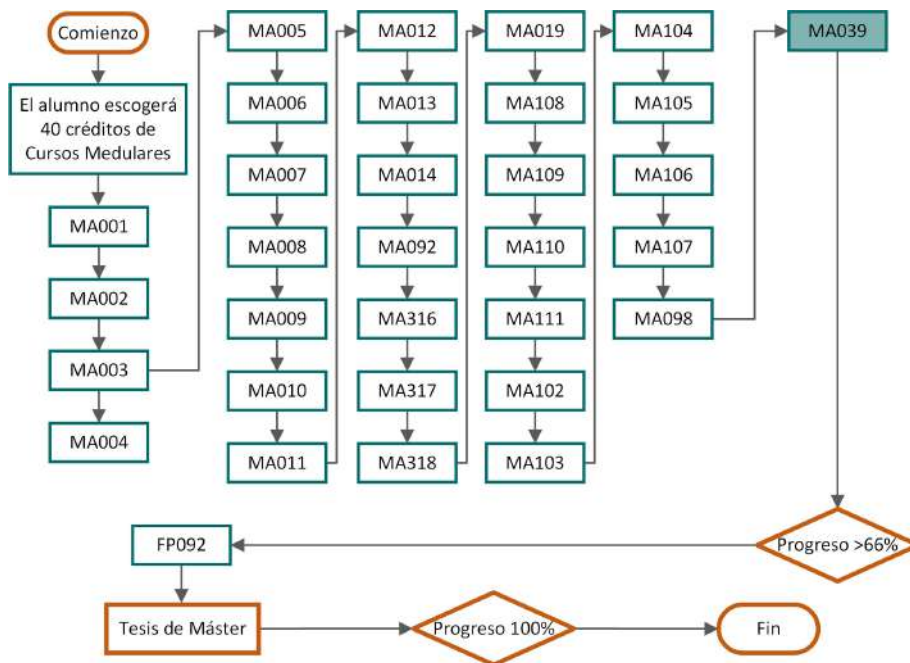 Comienzo
El alumno escogerá
40 créditos de
Cursos Medulares
MA001
MA002
MA003
MA004
MA005
MA006
MA007
MA008
MA009
MA010
MA011
MA012
MA013
MA014
MA092
MA316
MA317
MA318
MA019
MA108
MA109
MA110
MA111
MA102
MA103
MA104
MA105
MA106
MA107
MA098
MA039
Progreso >66%
FP092
Tesis de Máster
Progreso 100%
Fin